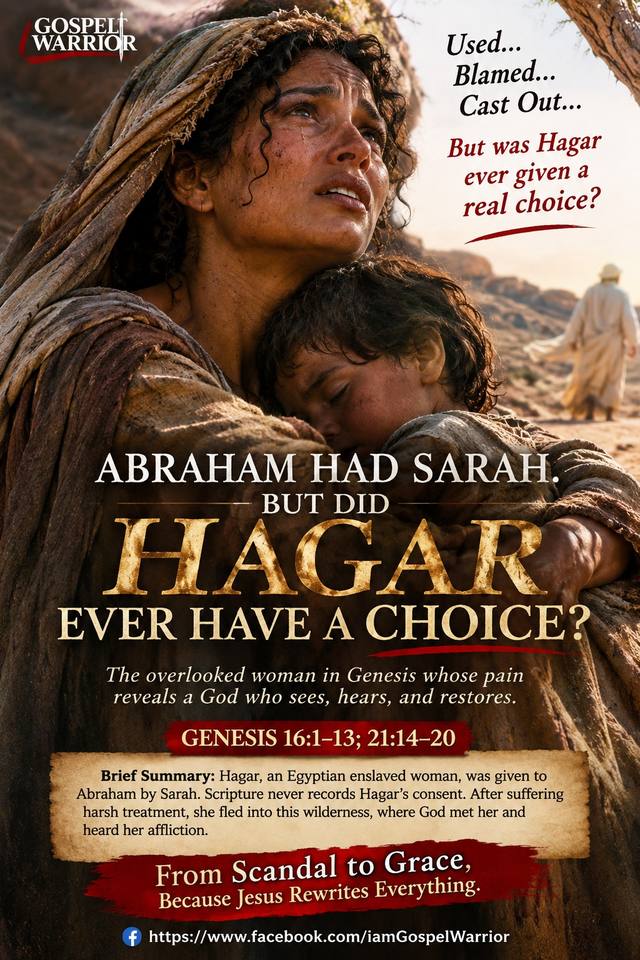 GOSPEL
WARRIOR
Used...
Blamed...
Cast Out...
But was Hagar
ever given a
real choice?
ABRAHAM HAD SARAH.
BUT DID
HAGAR
EVER HAVE A CHOICE?
The overlooked woman in Genesis whose pain
reveals a God who sees, hears, and restores.
GENESIS 16:1–13; 21:14–20
Brief Summary: Hagar, an Egyptian enslaved woman, was given to
Abraham by Sarah. Scripture never records Hagar's consent. After suffering
harsh treatment, she fled into this wilderness, where God met her and
heard her affliction.
From Scandal to Grace,
Because Jesus Rewrites Everything.
https://www.facebook.com/iamGospelWarrior